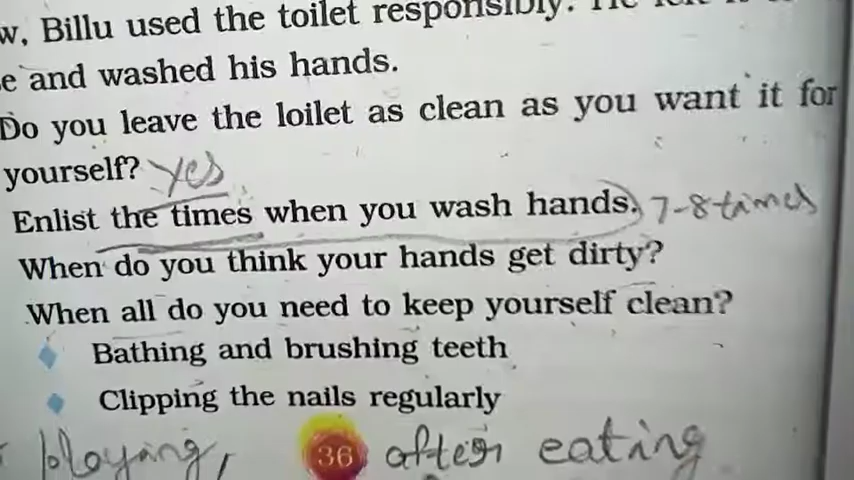 w, Billu used the toilet responsibly.
e and washed his hands.
Do you leave the loilet as clean as you want it for
yourself? yes
Enlist the times when you wash hands. 7-8 times
When do you think your hands get dirty?
When all do you need to keep yourself clean?
Bathing and brushing teeth
Clipping the nails regularly
playing, 36 after eating